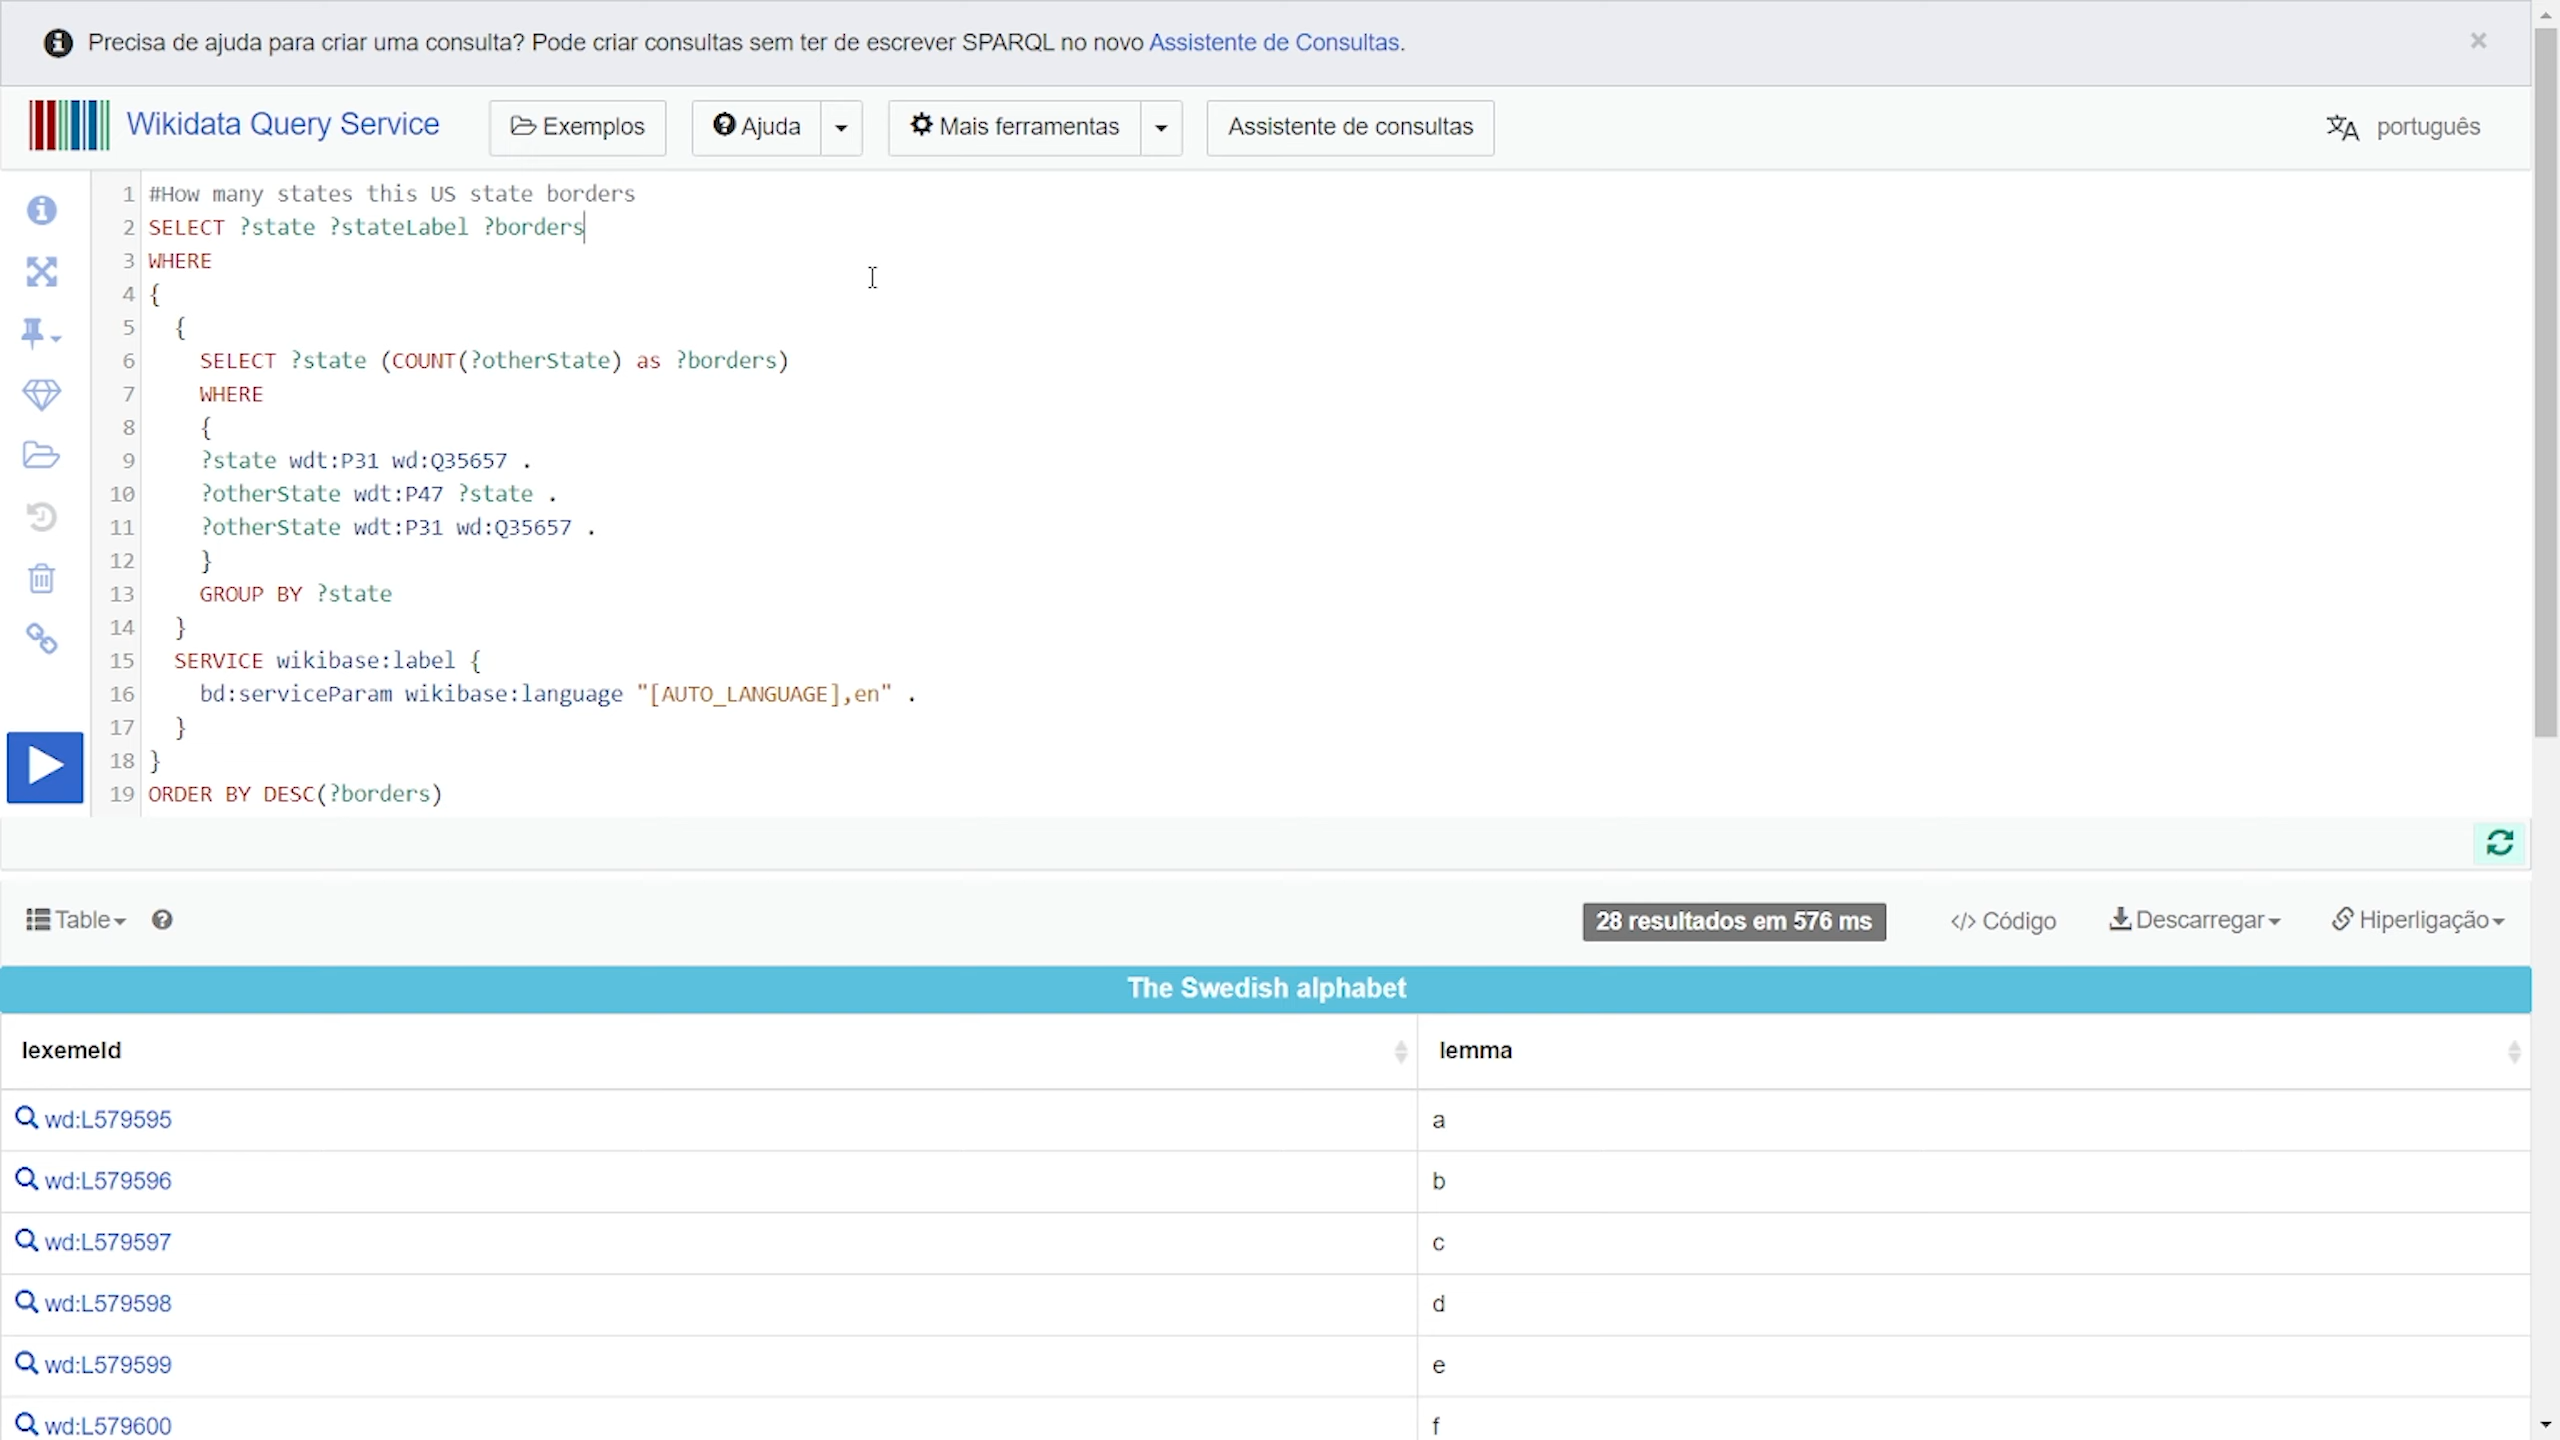 Precisa de ajuda para criar uma consulta? Pode criar consultas sem ter de escrever SPARQL no novo Assistente de Consultas.
×
Wikidata Query Service Exemplos Ajuda Mais ferramentas Assistente de consultas português
1 #How many states this US state borders
2 SELECT ?state ?stateLabel ?borders
3 WHERE
4 {
5 {
6 SELECT ?state (COUNT(?otherState) as ?borders)
7 WHERE
8 {
9 ?state wdt:P31 wd:Q35657 .
10 ?otherState wdt:P47 ?state .
11 ?otherState wdt:P31 wd:Q35657 .
12 }
13 GROUP BY ?state
14 }
15 SERVICE wikibase:label {
16 bd:serviceParam wikibase:language "[AUTO_LANGUAGE],en" .
17 }
18 }
19 ORDER BY DESC(?borders)
Table 28 resultados em 576 ms </> Código Descarregar Hiperligação
The Swedish alphabet
lexemeId lemma
wd:L579595 a
wd:L579596 b
wd:L579597 c
wd:L579598 d
wd:L579599 e
wd:L579600 f